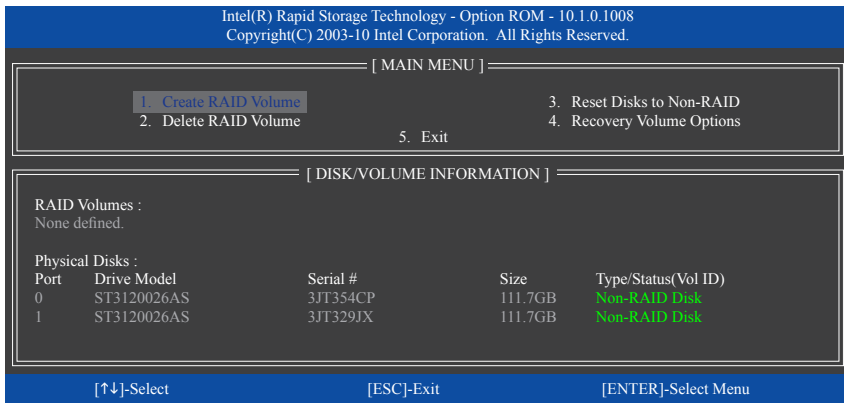 Intel(R) Rapid Storage Technology - Option ROM - 10.1.0.1008
Copyright(C) 2003-10 Intel Corporation. All Rights Reserved.
[ MAIN MENU ]
1. Create RAID Volume 3. Reset Disks to Non-RAID
2. Delete RAID Volume 4. Recovery Volume Options
5. Exit
[ DISK/VOLUME INFORMATION ]
RAID Volumes :
None defined.
Physical Disks :
Port Drive Model Serial # Size Type/Status(Vol ID)
0 ST3120026AS 3JT354CP 111.7GB Non-RAID Disk
1 ST3120026AS 3JT329JX 111.7GB Non-RAID Disk
[↑↓]-Select [ESC]-Exit [ENTER]-Select Menu